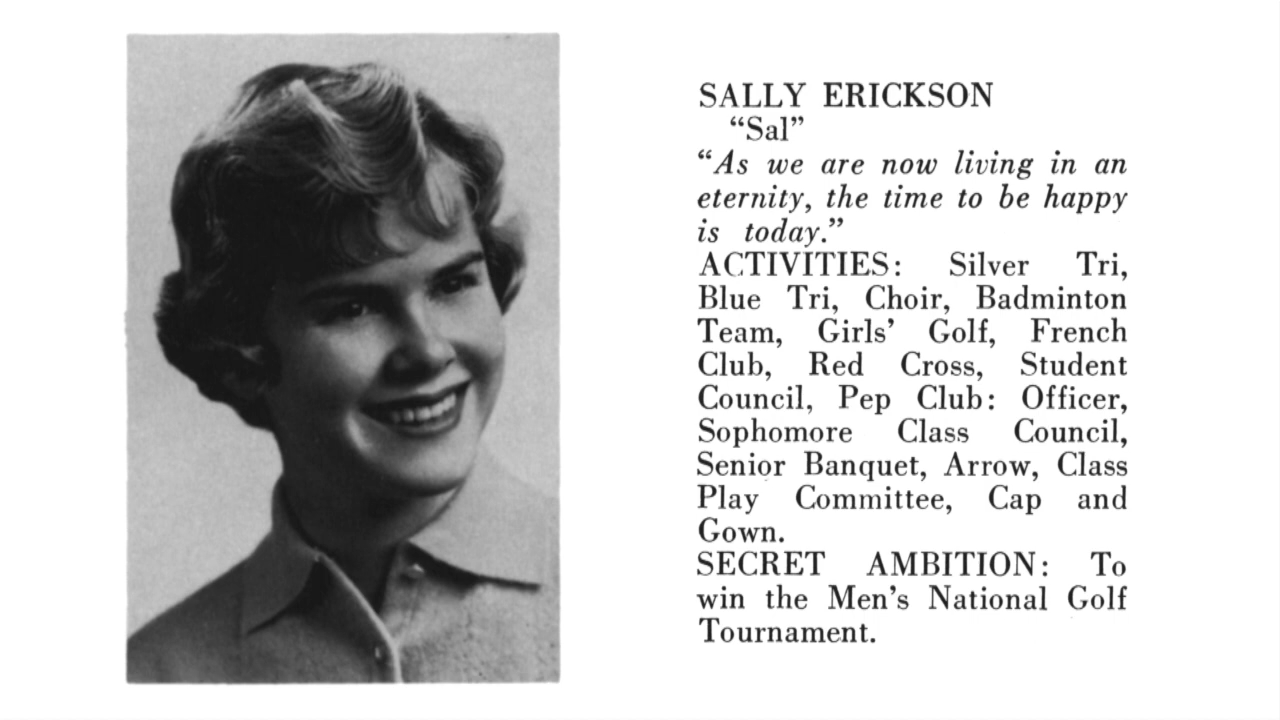 SALLY ERICKSON
“Sal”
“As we are now living in an
eternity, the time to be happy
is today.”
ACTIVITIES: Silver Tri,
Blue Tri, Choir, Badminton
Team, Girls’ Golf, French
Club, Red Cross, Student
Council, Pep Club: Officer,
Sophomore Class Council,
Senior Banquet, Arrow, Class
Play Committee, Cap and
Gown.
SECRET AMBITION: To
win the Men’s National Golf
Tournament.